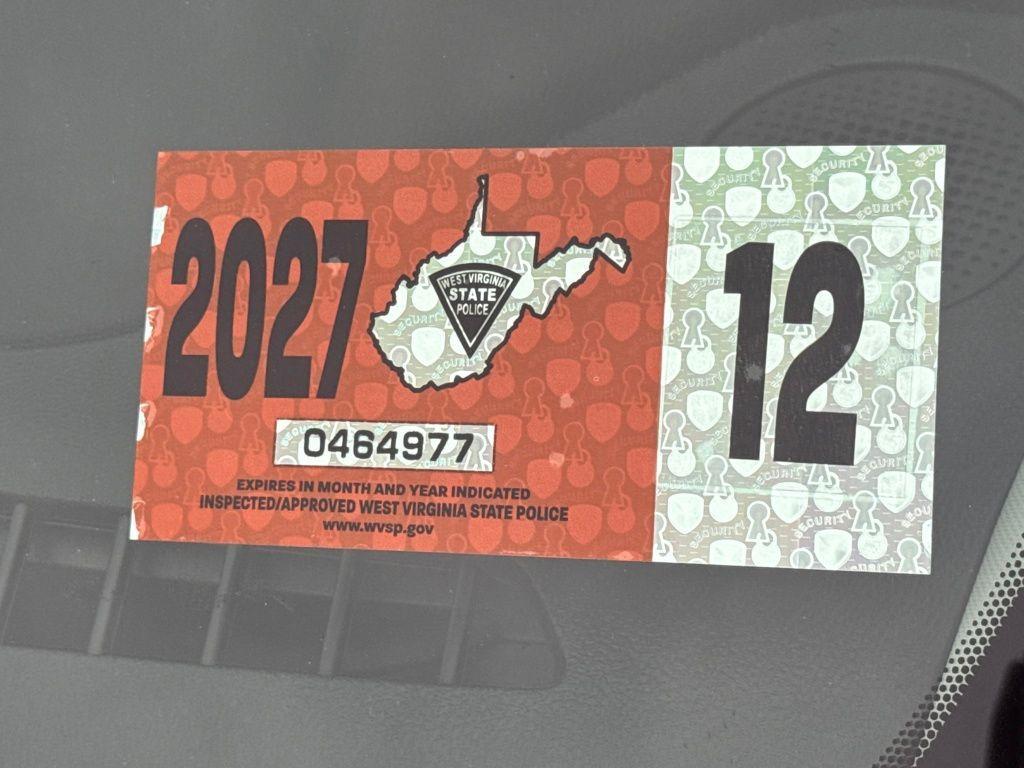 2027
WEST VIRGINIA
STATE
POLICE
0464977
EXPIRES IN MONTH AND YEAR INDICATED
INSPECTED/APPROVED WEST VIRGINIA STATE POLICE
www.wvsp.gov
12
SECURITY